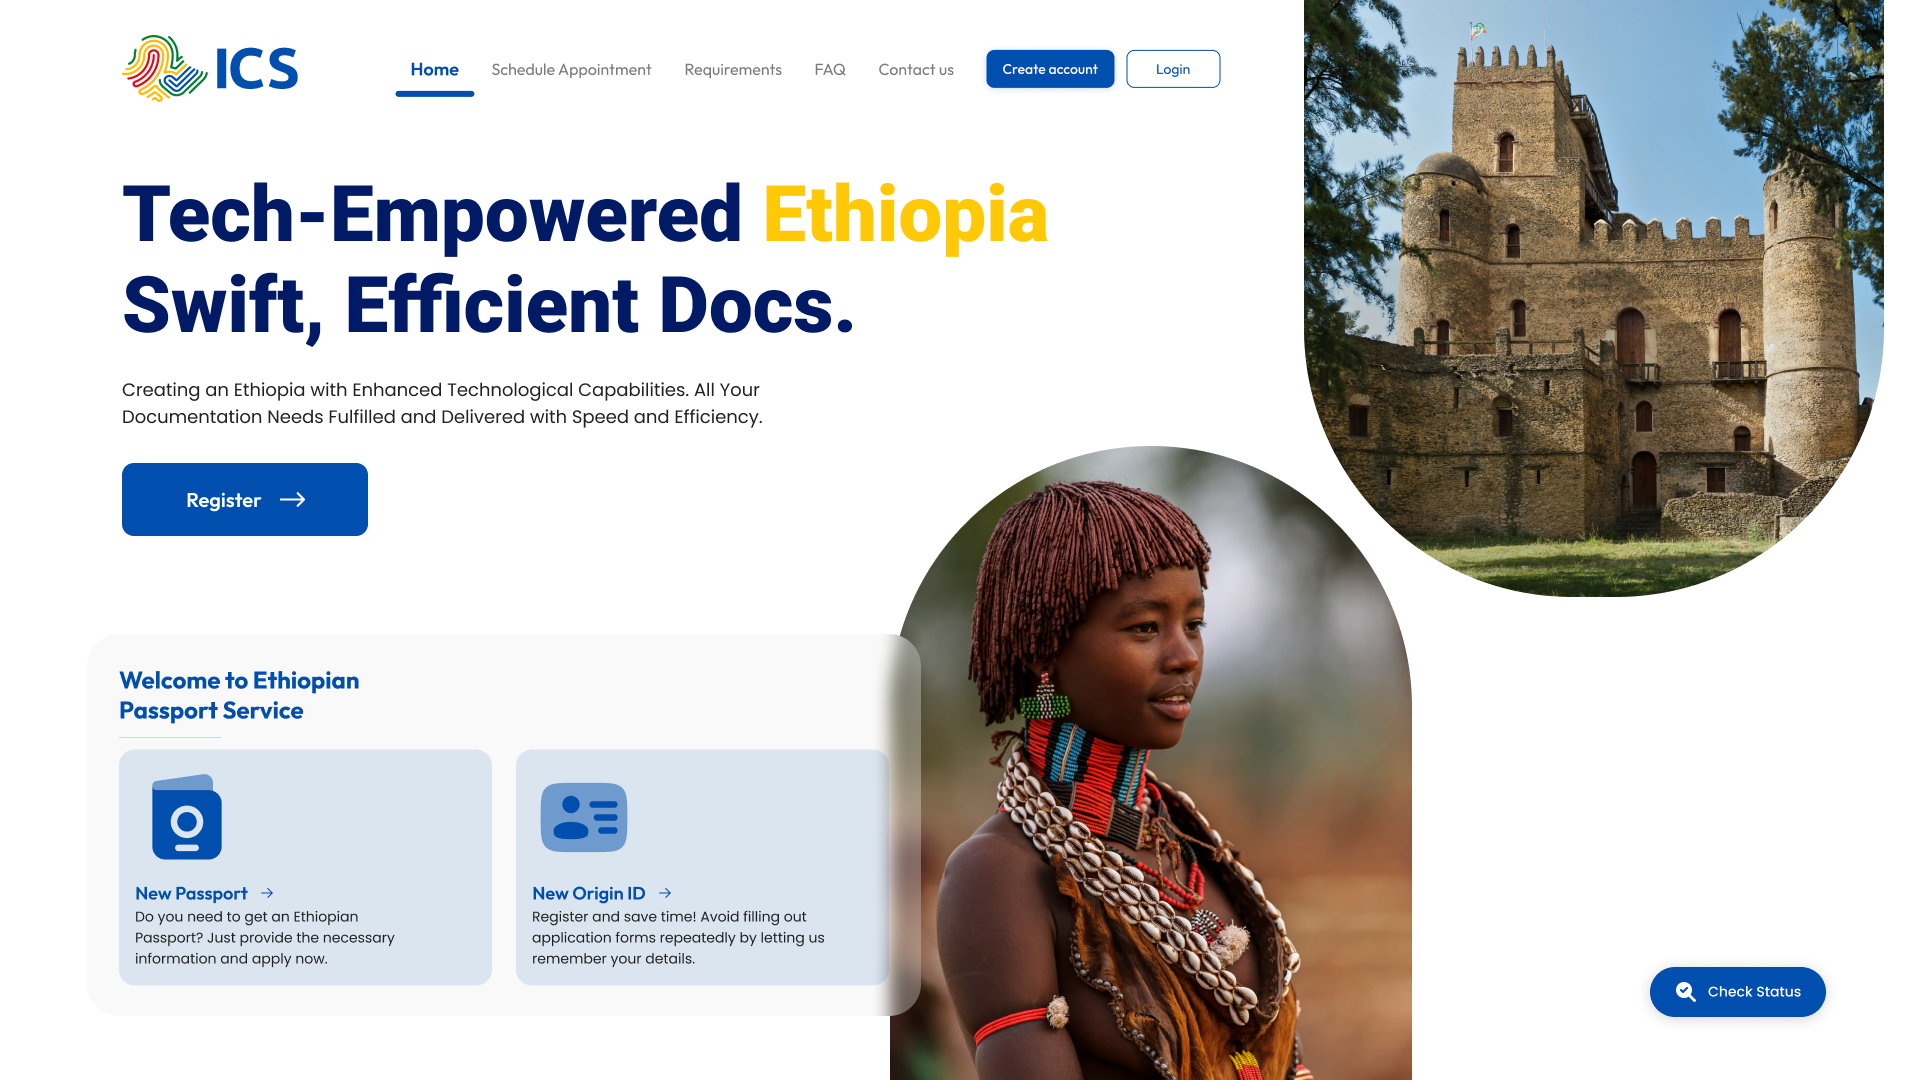 ICS
Home
Schedule Appointment
Requirements
FAQ
Contact us
Create account
Login
Tech-Empowered Ethiopia
Swift, Efficient Docs.
Creating an Ethiopia with Enhanced Technological Capabilities. All Your
Documentation Needs Fulfilled and Delivered with Speed and Efficiency.
Register
Welcome to Ethiopian
Passport Service
New Passport
Do you need to get an Ethiopian
Passport? Just provide the necessary
information and apply now.
New Origin ID
Register and save time! Avoid filling out
application forms repeatedly by letting us
remember your details.
Check Status